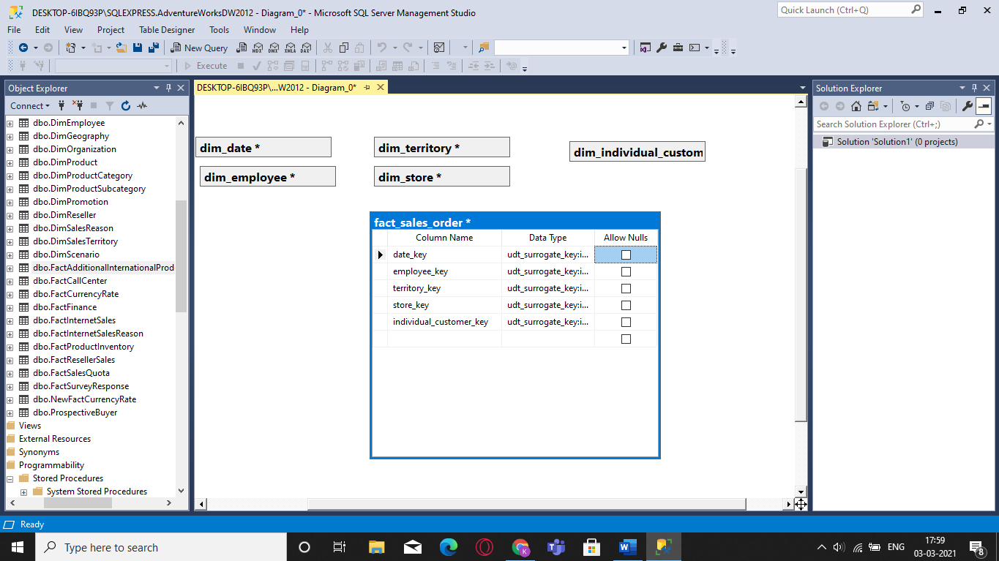 DESKTOP-6IBQ93P\SQLEXPRESS.AdventureWorksDW2012 - Diagram_0* - Microsoft SQL Server Management Studio
Quick Launch (Ctrl+Q)
File Edit View Project Table Designer Tools Window Help
New Query
MDX DMX XMLA DAX
Execute
Object Explorer
DESKTOP-6IBQ93P\...W2012 - Diagram_0*
Solution Explorer
Connect
Search Solution Explorer (Ctrl+;)
Solution 'Solution1' (0 projects)
dbo.DimEmployee
dbo.DimGeography
dbo.DimOrganization
dbo.DimProduct
dbo.DimProductCategory
dbo.DimProductSubcategory
dbo.DimPromotion
dbo.DimReseller
dbo.DimSalesReason
dbo.DimSalesTerritory
dbo.DimScenario
dbo.FactAdditionalInternationalProd
dbo.FactCallCenter
dbo.FactCurrencyRate
dbo.FactFinance
dbo.FactInternetSales
dbo.FactInternetSalesReason
dbo.FactProductInventory
dbo.FactResellerSales
dbo.FactSalesQuota
dbo.FactSurveyResponse
dbo.NewFactCurrencyRate
dbo.ProspectiveBuyer
Views
External Resources
Synonyms
Programmability
Stored Procedures
System Stored Procedures
dim_date *
dim_territory *
dim_individual_custom
dim_employee *
dim_store *
fact_sales_order *
Column Name Data Type Allow Nulls
date_key udt_surrogate_key:i...
employee_key udt_surrogate_key:i...
territory_key udt_surrogate_key:i...
store_key udt_surrogate_key:i...
individual_customer_key udt_surrogate_key:i...
Ready
Type here to search
K
W
ENG
17:59
03-03-2021
8